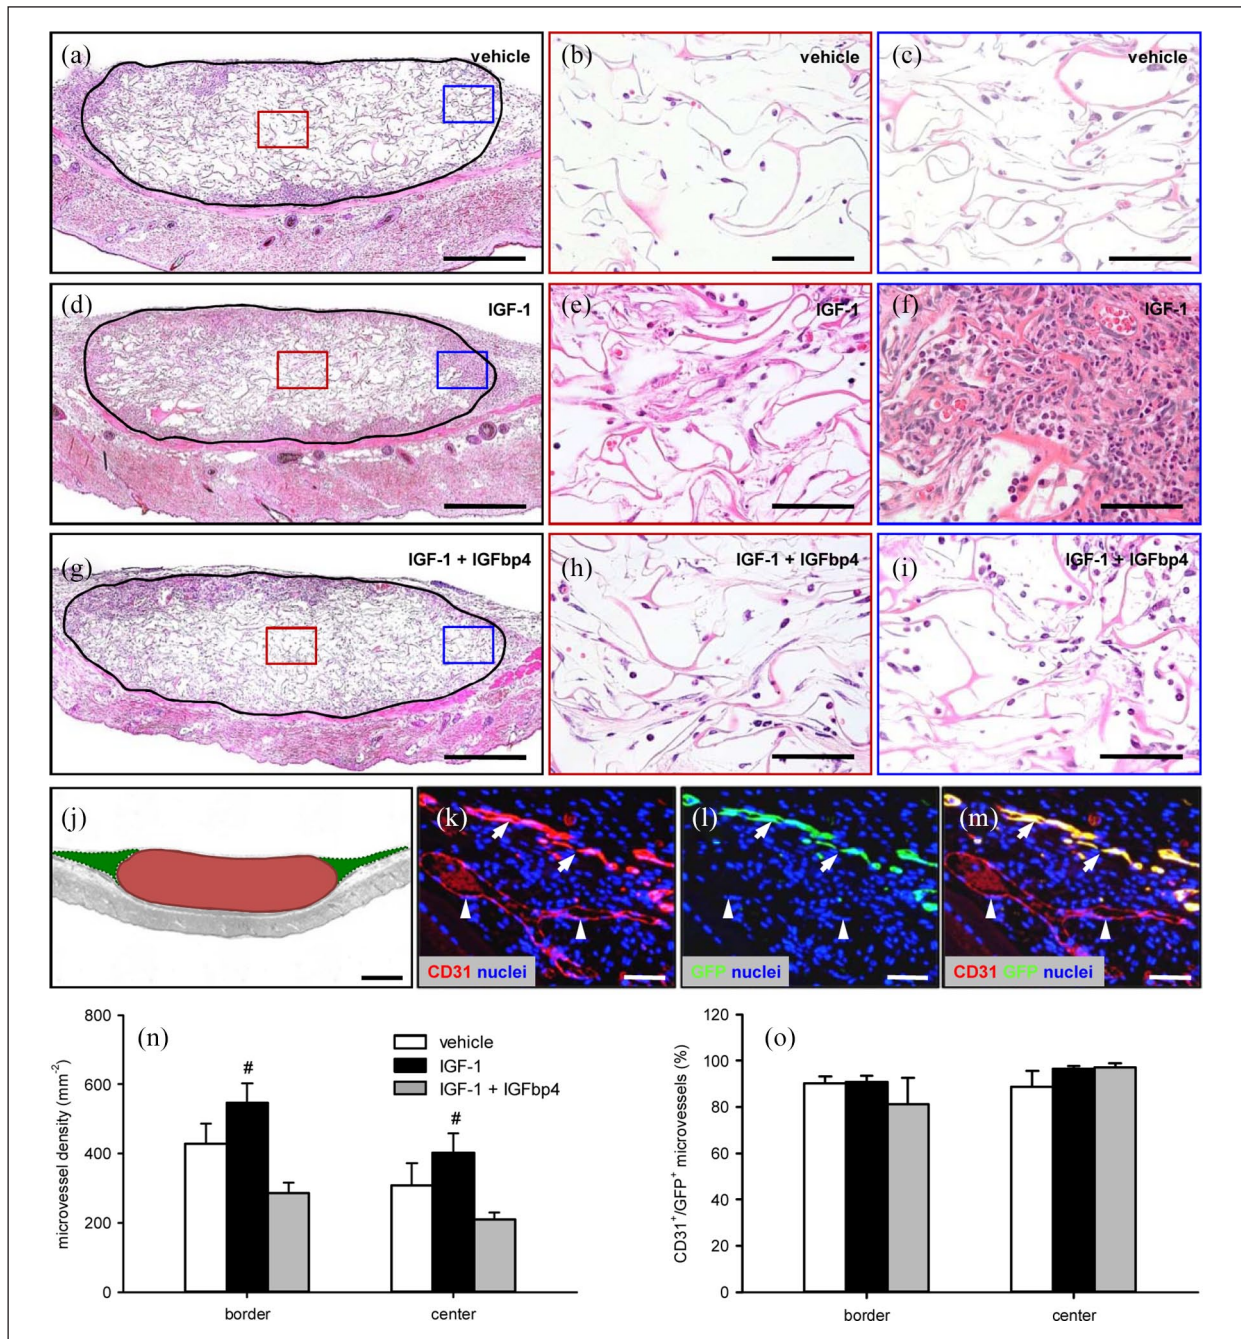 (a) vehicle
(b) vehicle
(c) vehicle
(d) IGF-1
(e) IGF-1
(f) IGF-1
(g) IGF-1 + IGFbp4
(h) IGF-1 + IGFbp4
(i) IGF-1 + IGFbp4
(j)
(k)
CD31 nuclei
(l)
GFP nuclei
(m)
CD31 GFP nuclei
(n)
microvessel density (mm⁻²)
800
600
400
200
0
vehicle
IGF-1
IGF-1 + IGFbp4
#
#
border
center
(o)
CD31⁺/GFP⁺ microvessels (%)
120
100
80
60
40
20
0
border
center